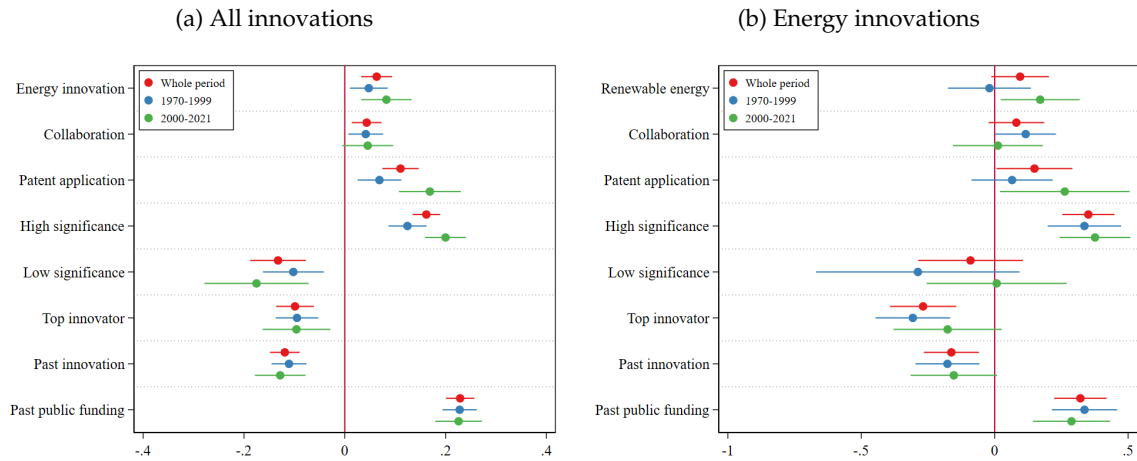 (a) All innovations
Whole period
1970-1999
2000-2021
Energy innovation
Collaboration
Patent application
High significance
Low significance
Top innovator
Past innovation
Past public funding
-.4
-.2
0
.2
.4
(b) Energy innovations
Whole period
1970-1999
2000-2021
Renewable energy
Collaboration
Patent application
High significance
Low significance
Top innovator
Past innovation
Past public funding
-1
-.5
0
.5